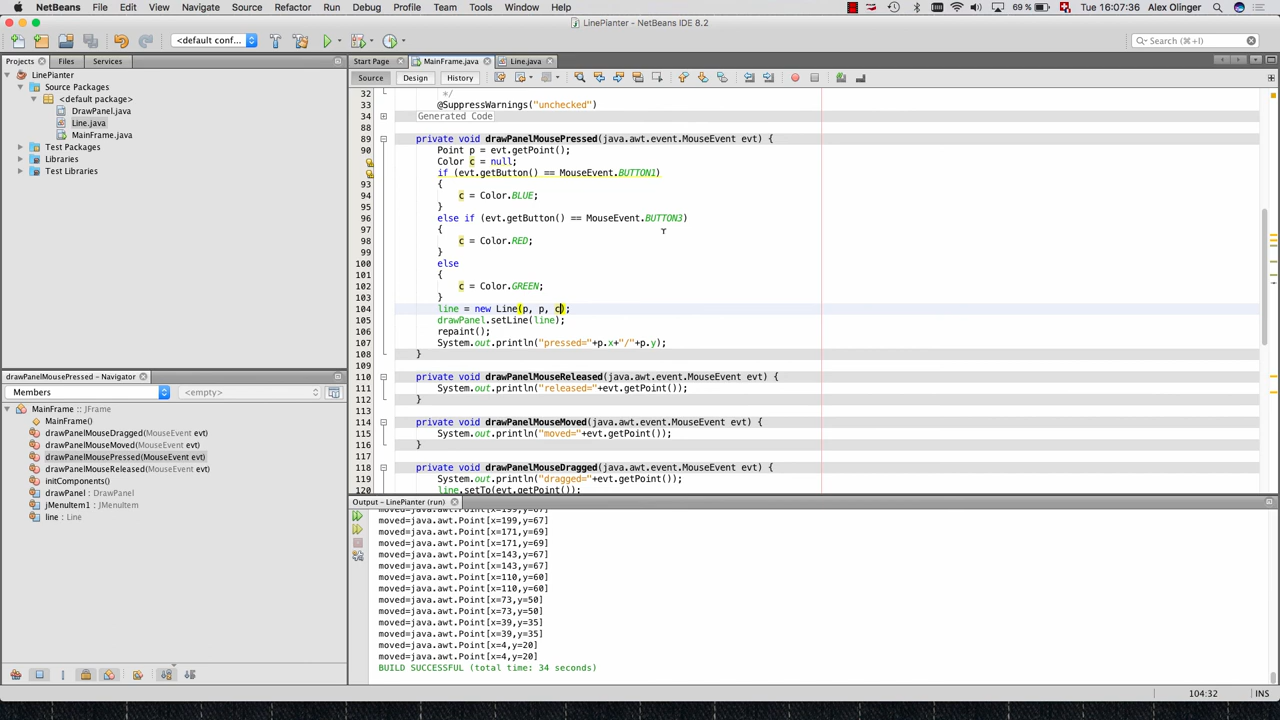 NetBeans File Edit View Navigate Source Refactor Run Debug Profile Team Tools Window Help 69 % Tue 16:07:36 Alex Olinger
LinePianter - NetBeans IDE 8.2
<default conf... Search (⌘+I)
Projects Files Services
LinePianter
Source Packages
<default package>
DrawPanel.java
Line.java
MainFrame.java
Test Packages
Libraries
Test Libraries
drawPanelMousePressed - Navigator
Members <empty>
MainFrame :: JFrame
MainFrame()
drawPanelMouseDragged(MouseEvent evt)
drawPanelMouseMoved(MouseEvent evt)
drawPanelMousePressed(MouseEvent evt)
drawPanelMouseReleased(MouseEvent evt)
initComponents()
drawPanel : DrawPanel
jMenuItem1 : JMenuItem
line : Line
Start Page MainFrame.java Line.java
Source Design History
32 */
33 @SuppressWarnings("unchecked")
34 Generated Code
88
89 private void drawPanelMousePressed(java.awt.event.MouseEvent evt) {
90 Point p = evt.getPoint();
Color c = null;
if (evt.getButton() == MouseEvent.BUTTON1)
93 {
94 c = Color.BLUE;
95 }
96 else if (evt.getButton() == MouseEvent.BUTTON3)
97 {
98 c = Color.RED;
99 }
100 else
101 {
102 c = Color.GREEN;
103 }
104 line = new Line(p, p, c);
105 drawPanel.setLine(line);
106 repaint();
107 System.out.println("pressed="+p.x+"/"+p.y);
108 }
109
110 private void drawPanelMouseReleased(java.awt.event.MouseEvent evt) {
111 System.out.println("released="+evt.getPoint());
112 }
113
114 private void drawPanelMouseMoved(java.awt.event.MouseEvent evt) {
115 System.out.println("moved="+evt.getPoint());
116 }
117
118 private void drawPanelMouseDragged(java.awt.event.MouseEvent evt) {
119 System.out.println("dragged="+evt.getPoint());
120 line.setTo(evt.getPoint());
Output - LinePianter (run)
moved=java.awt.Point[x=199,y=67]
moved=java.awt.Point[x=199,y=67]
moved=java.awt.Point[x=171,y=69]
moved=java.awt.Point[x=143,y=67]
moved=java.awt.Point[x=143,y=67]
moved=java.awt.Point[x=110,y=60]
moved=java.awt.Point[x=110,y=60]
moved=java.awt.Point[x=73,y=50]
moved=java.awt.Point[x=73,y=50]
moved=java.awt.Point[x=39,y=35]
moved=java.awt.Point[x=39,y=35]
moved=java.awt.Point[x=4,y=20]
moved=java.awt.Point[x=4,y=20]
BUILD SUCCESSFUL (total time: 34 seconds)
104:32 INS